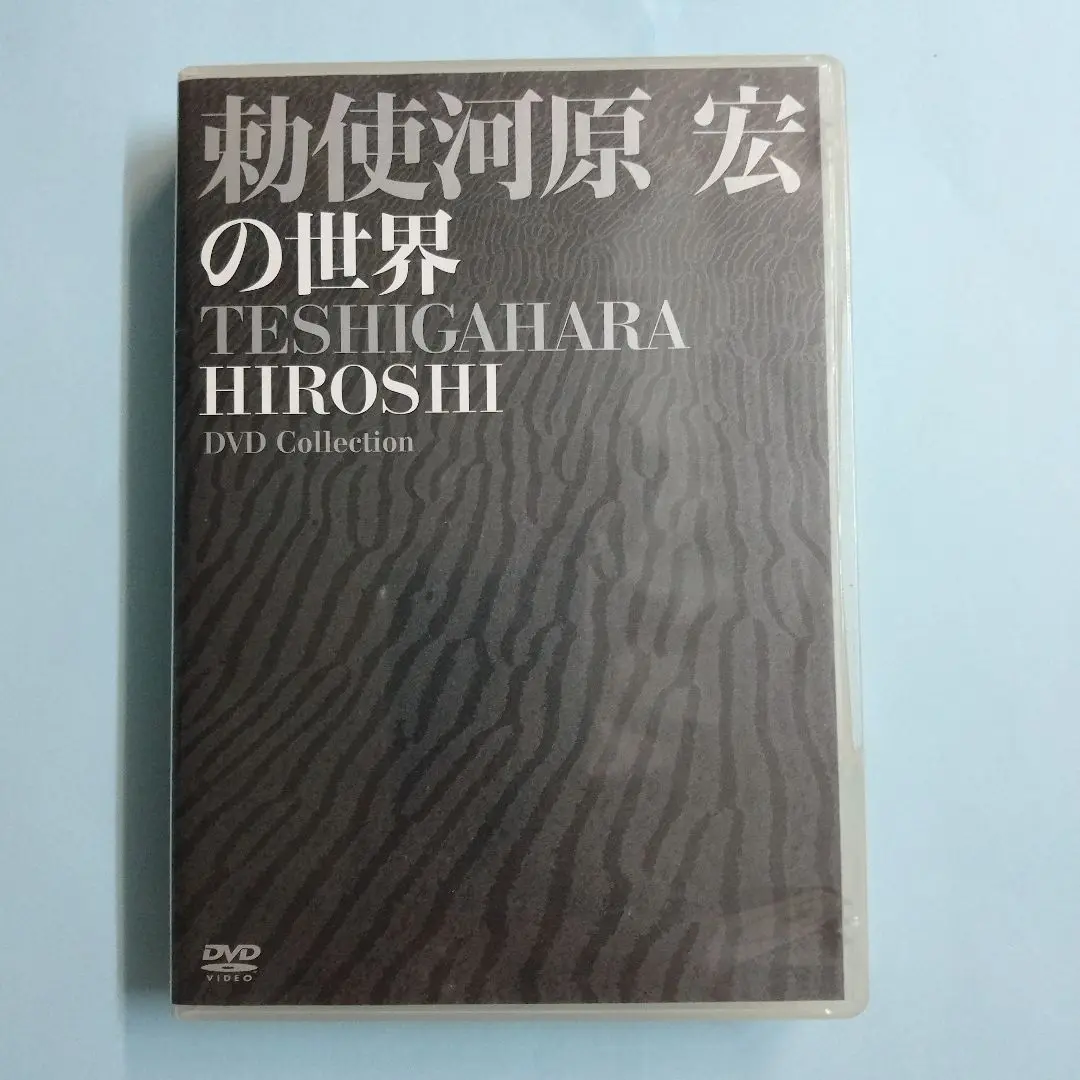 勅使河原 宏
の世界
TESHIGAHARA
HIROSHI
DVD Collection
DVD
VIDEO